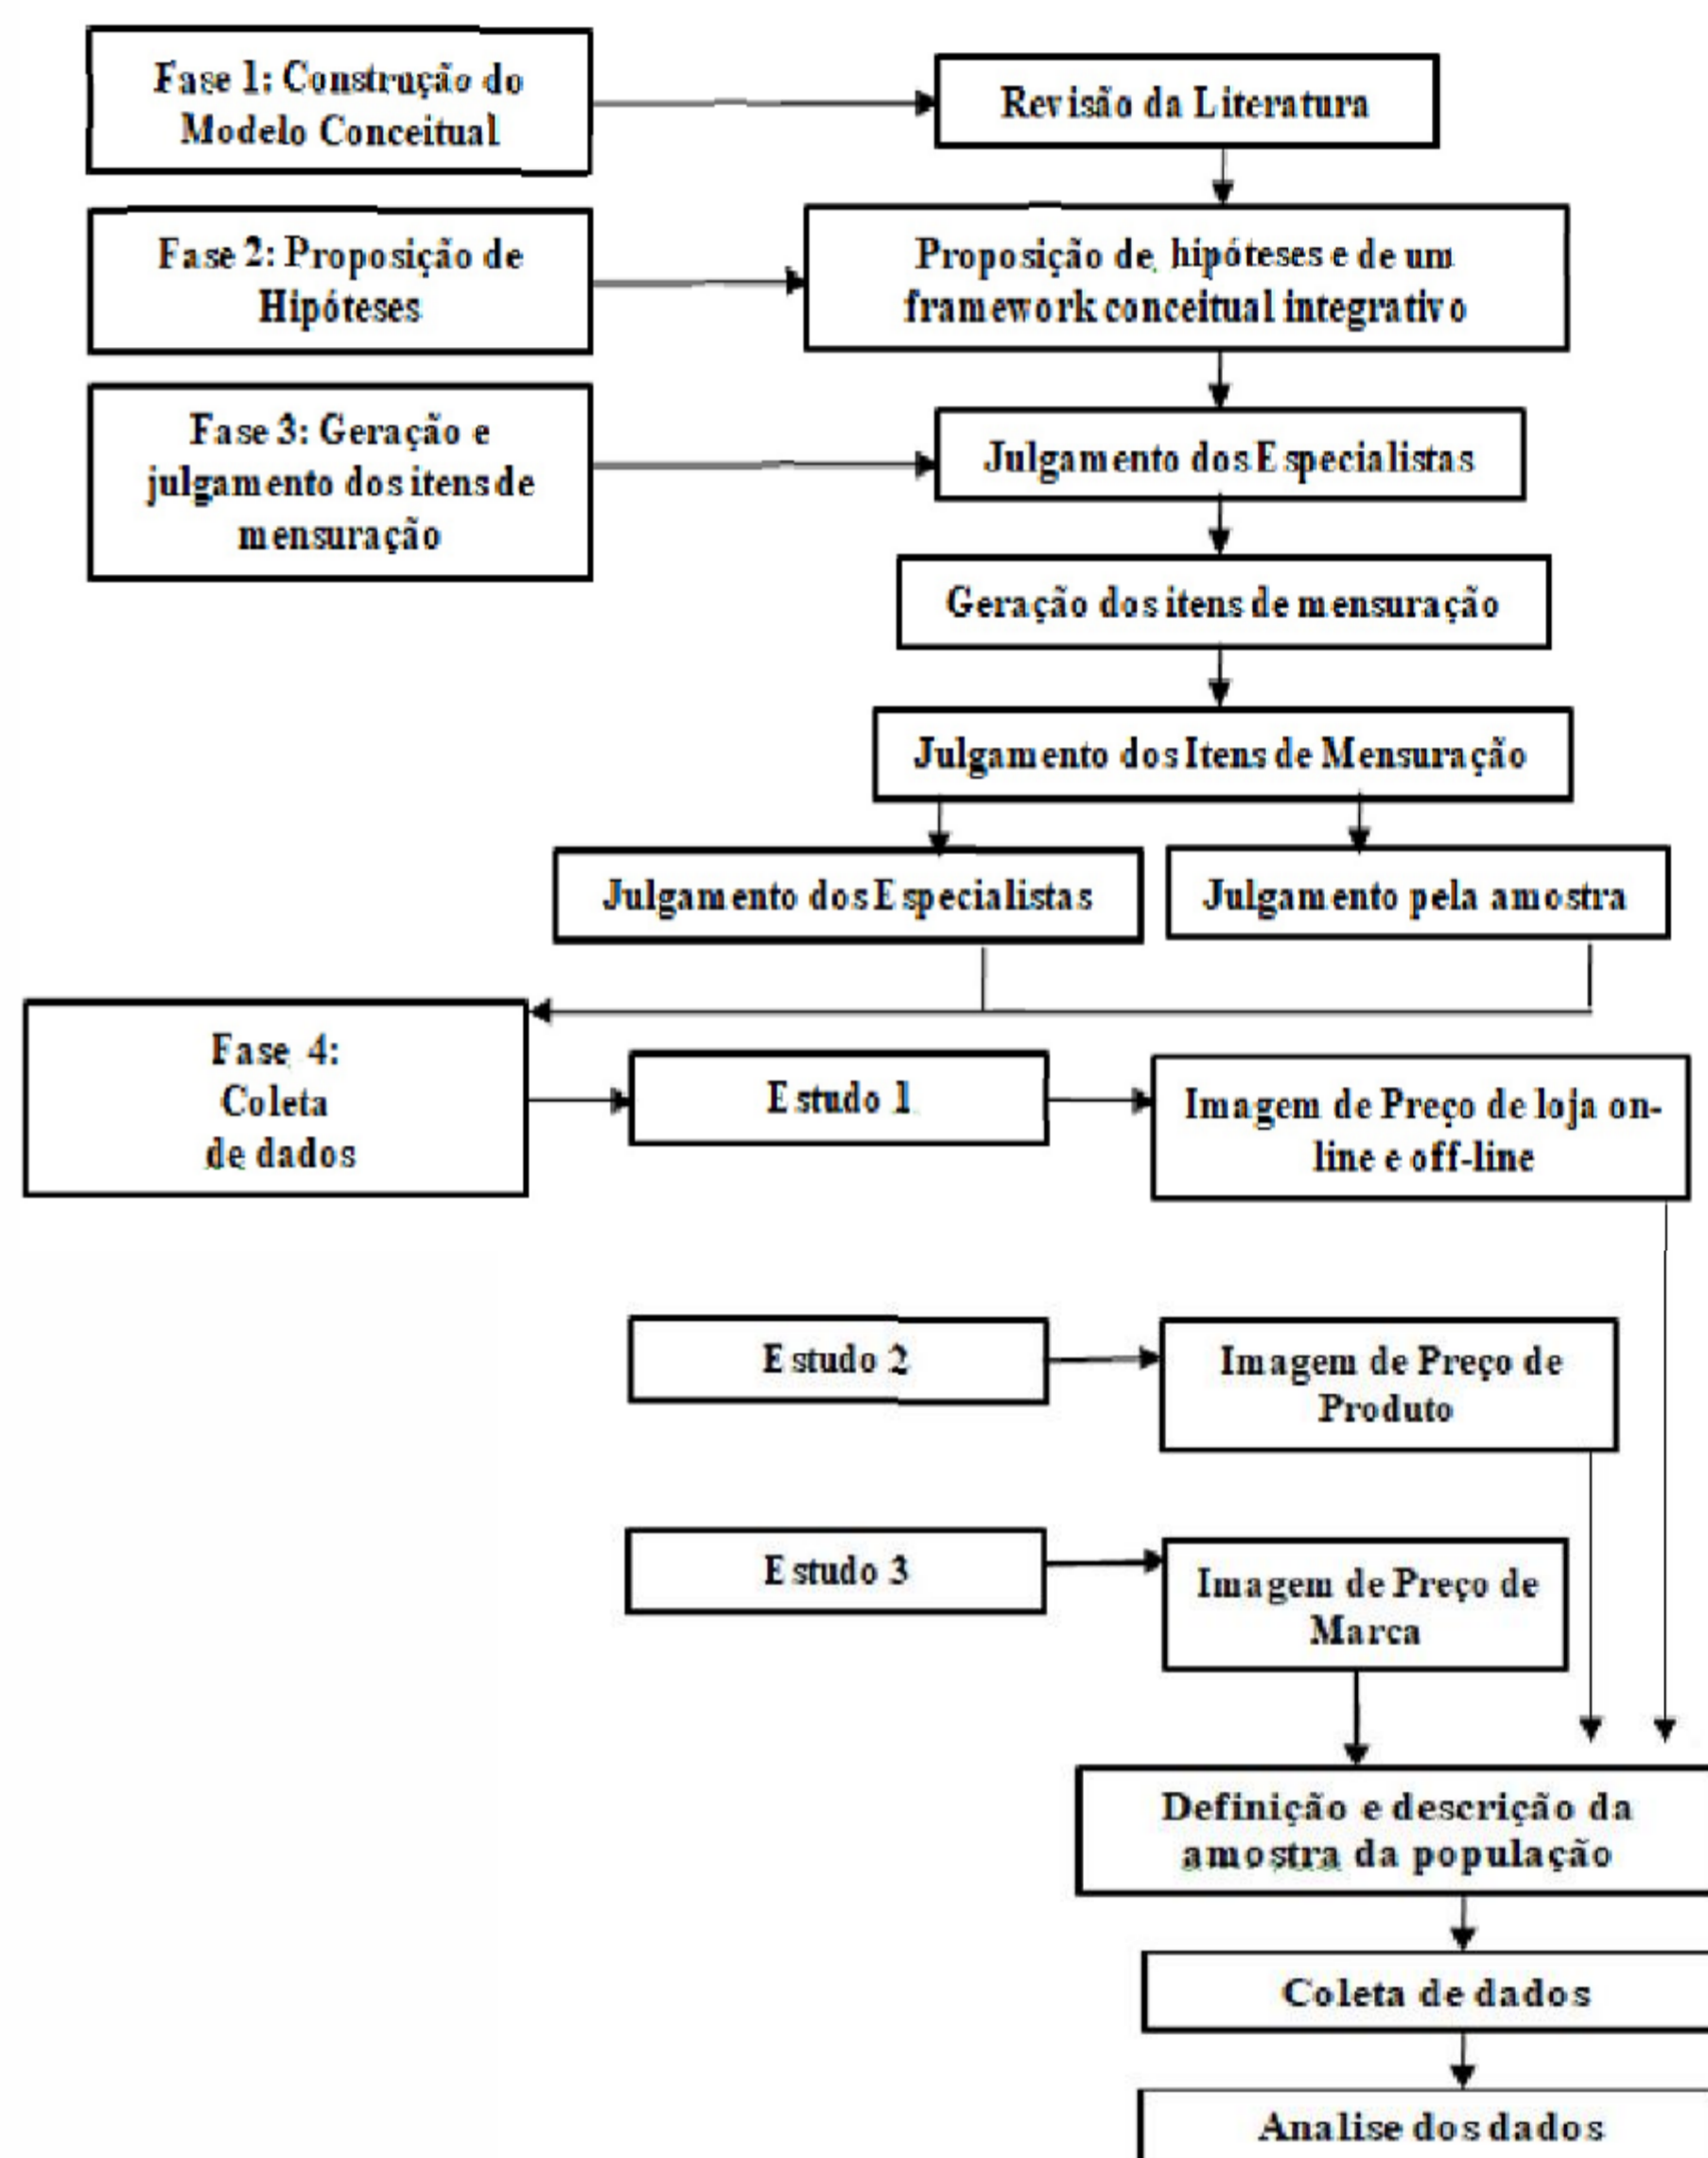 Fase 1: Construção do
Modelo Conceitual
Revisão da Literatura
Fase 2: Proposição de
Hipóteses
Proposição de hipóteses e de um
framework conceitual integrativo
Fase 3: Geração e
julgamento dos itens de
mensuração
Julgamento dos Especialistas
Geração dos itens de mensuração
Julgamento dos Itens de Mensuração
Julgamento dos Especialistas
Julgamento pela amostra
Fase 4:
Coleta
de dados
Estudo 1
Imagem de Preço de loja on-
line e off-line
Estudo 2
Imagem de Preço de
Produto
Estudo 3
Imagem de Preço de
Marca
Definição e descrição da
amostra da população
Coleta de dados
Analise dos dados